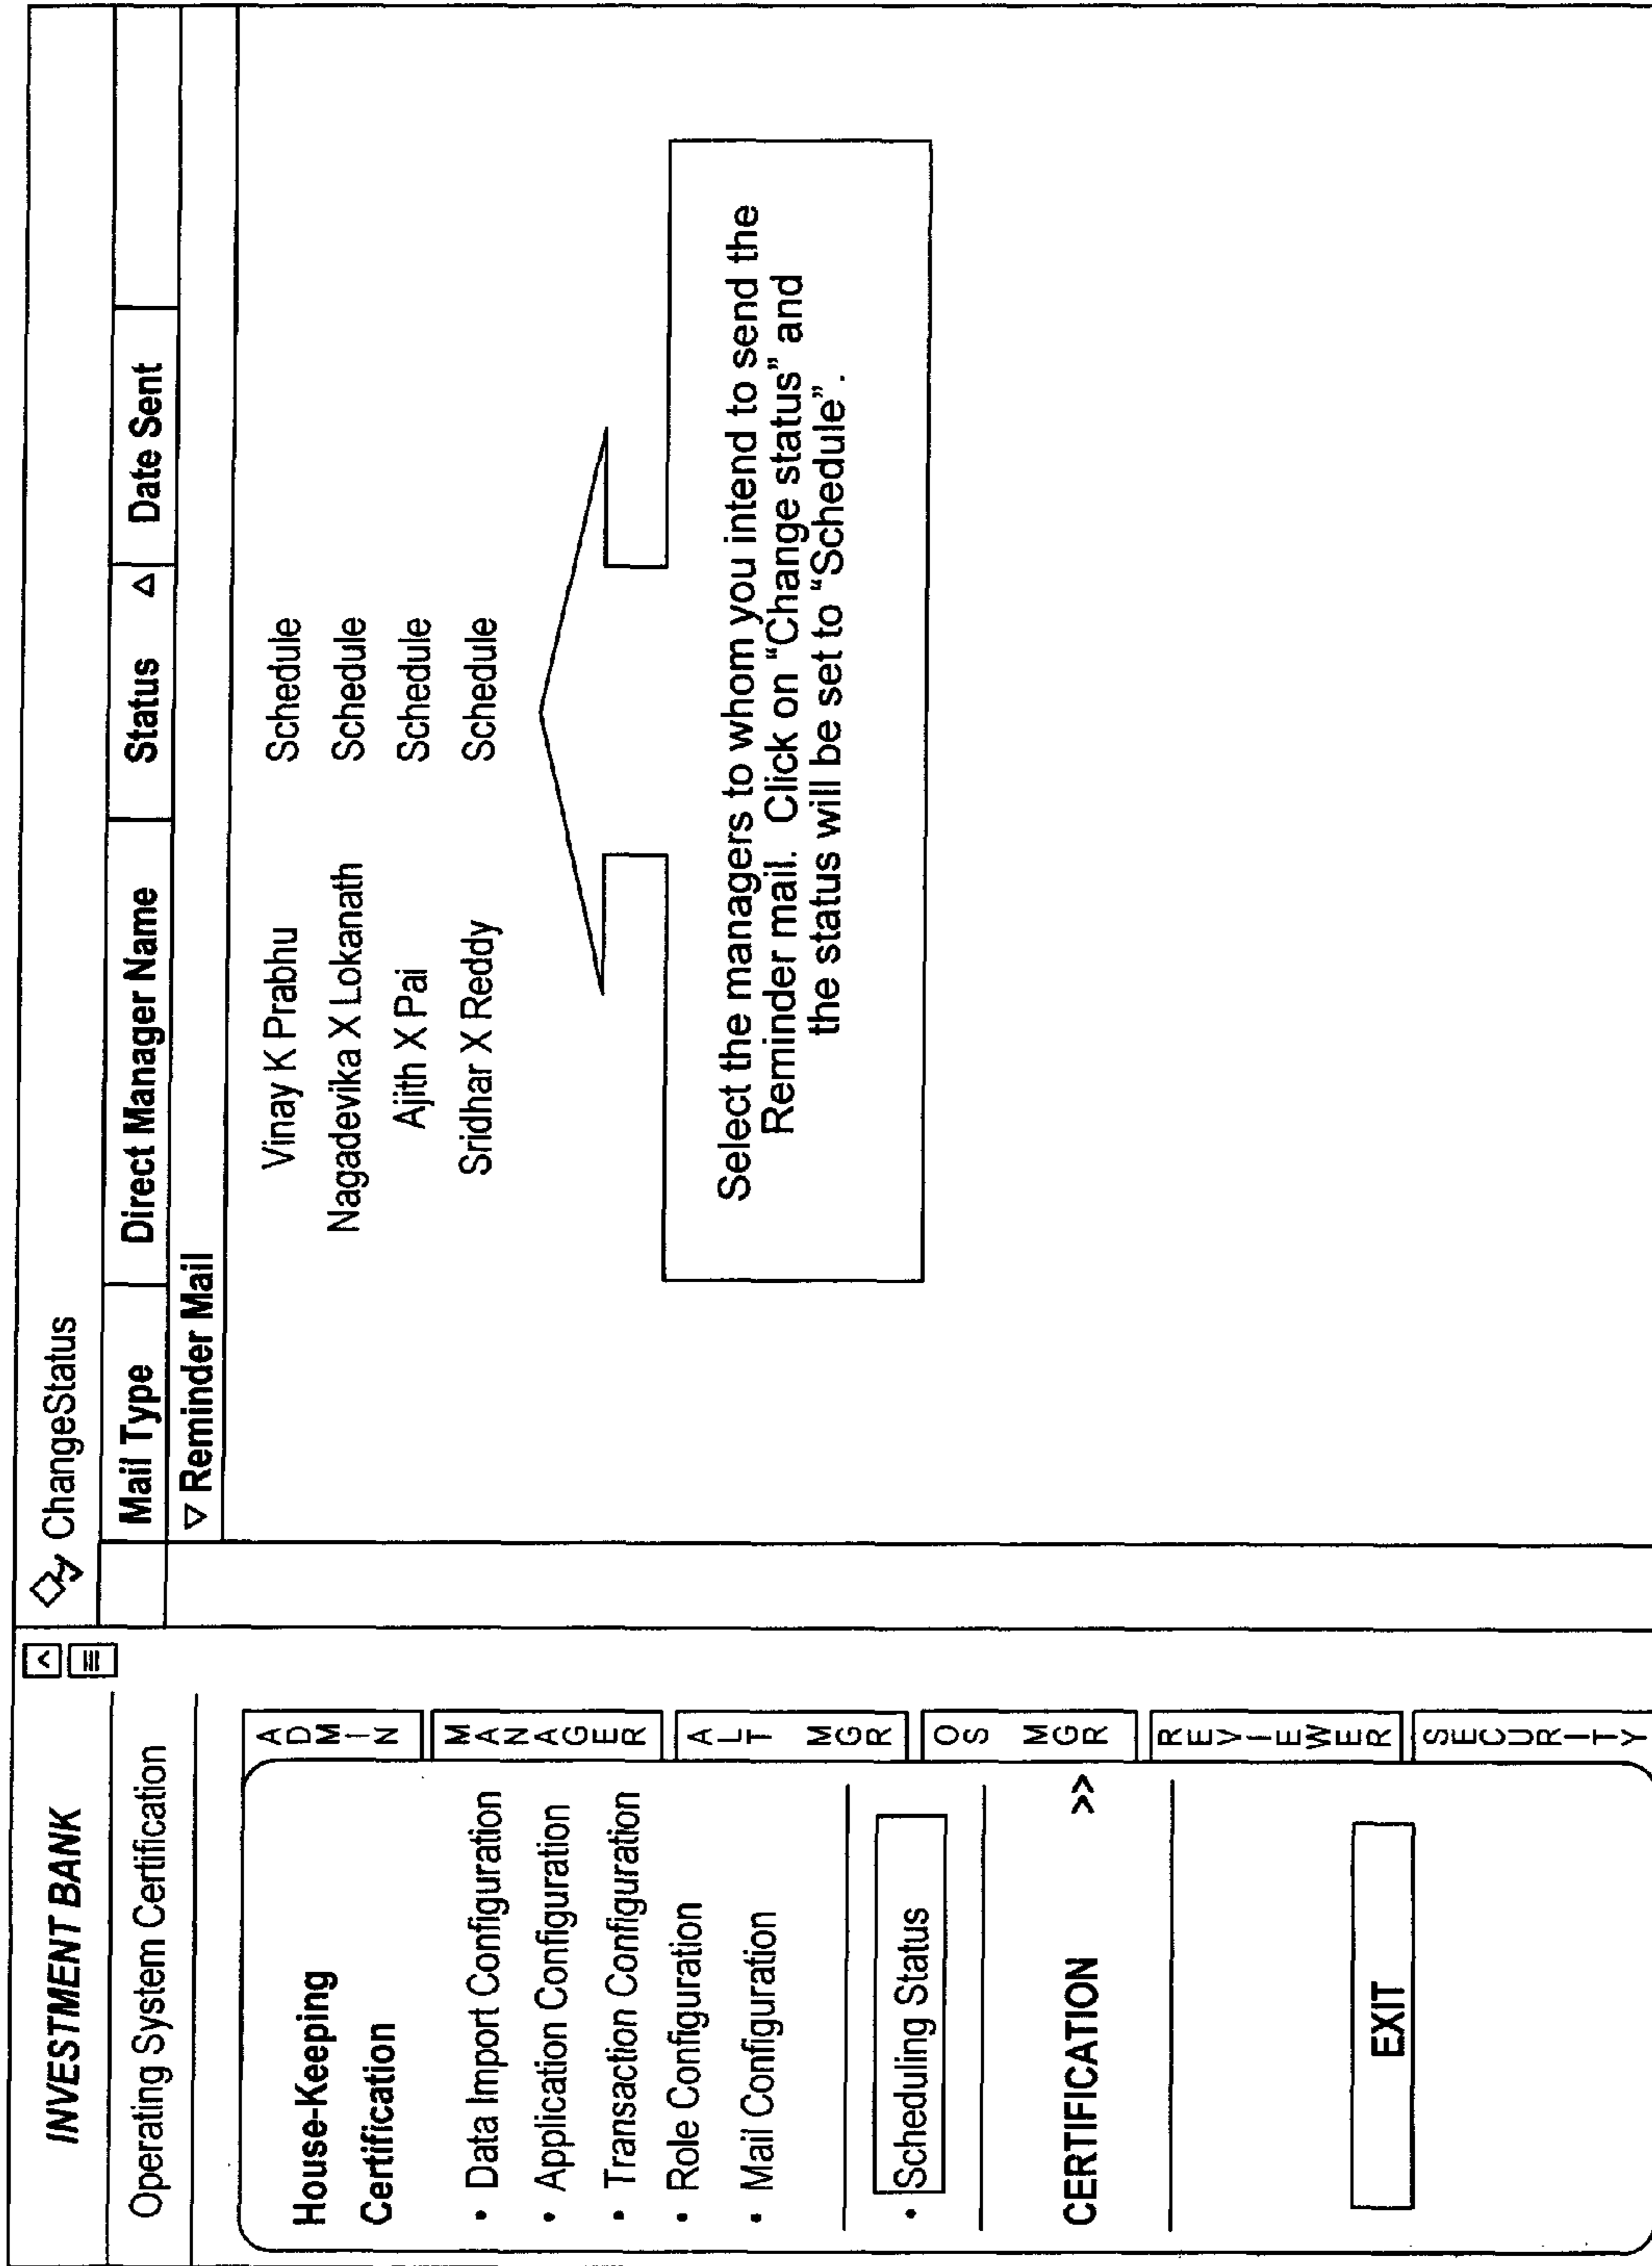 INVESTMENT BANK
Operating System Certification
House-Keeping
Certification
• Data Import Configuration
• Application Configuration
• Transaction Configuration
• Role Configuration
• Mail Configuration
• Scheduling Status
CERTIFICATION >>
EXIT
ADMIN
MANAGER
ALT MGR
OS MGR
REVIEWER
SECURITY
ChangeStatus
Mail Type Direct Manager Name Status Date Sent
Reminder Mail
Vinay K Prabhu Schedule
Nagadevika X Lokanath Schedule
Ajith X Pai Schedule
Sridhar X Reddy Schedule
Select the managers to whom you intend to send the
Reminder mail. Click on “Change status” and
the status will be set to “Schedule”.